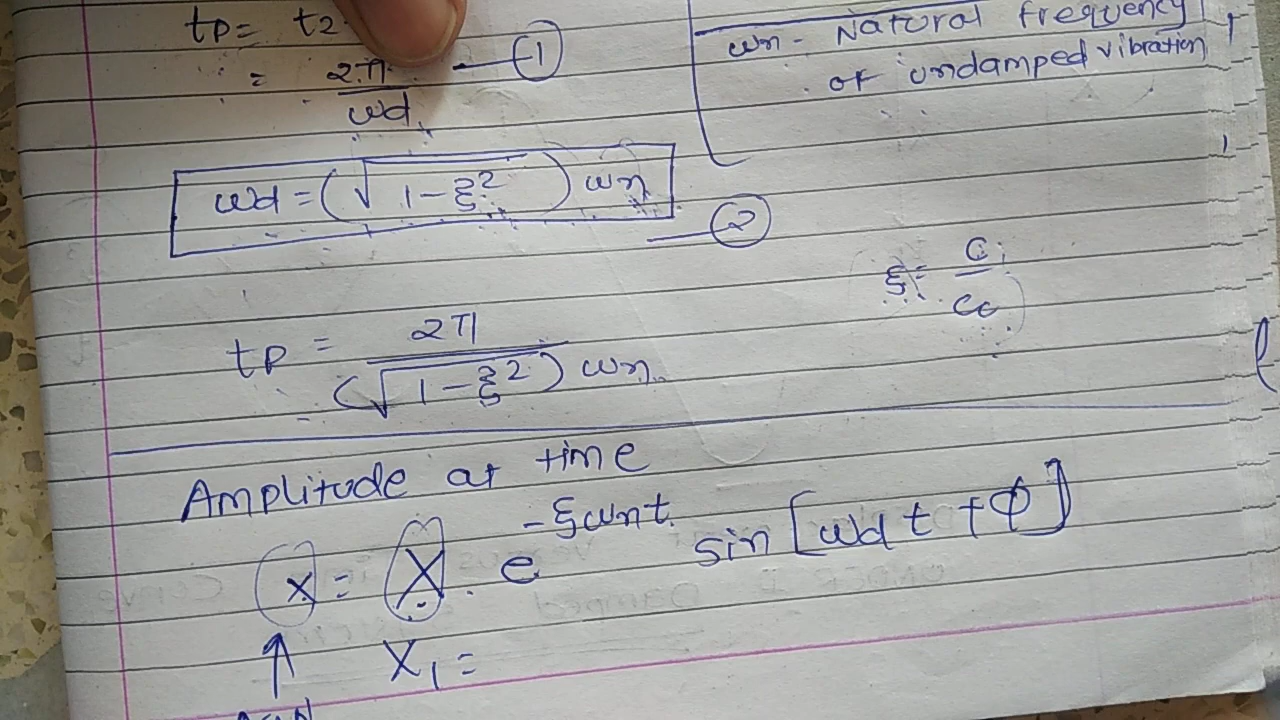 tp = t2
ωn - Natural frequency
of undamped vibration
= 2π/ωd — ①
ωd = (√1-ξ²) ωn
— ②
ξ = c/cc
tp = 2π/(√1-ξ²) ωn
Amplitude at time
x = X. e^-ξωnt sin [ωd t + φ]
↑ X1 =